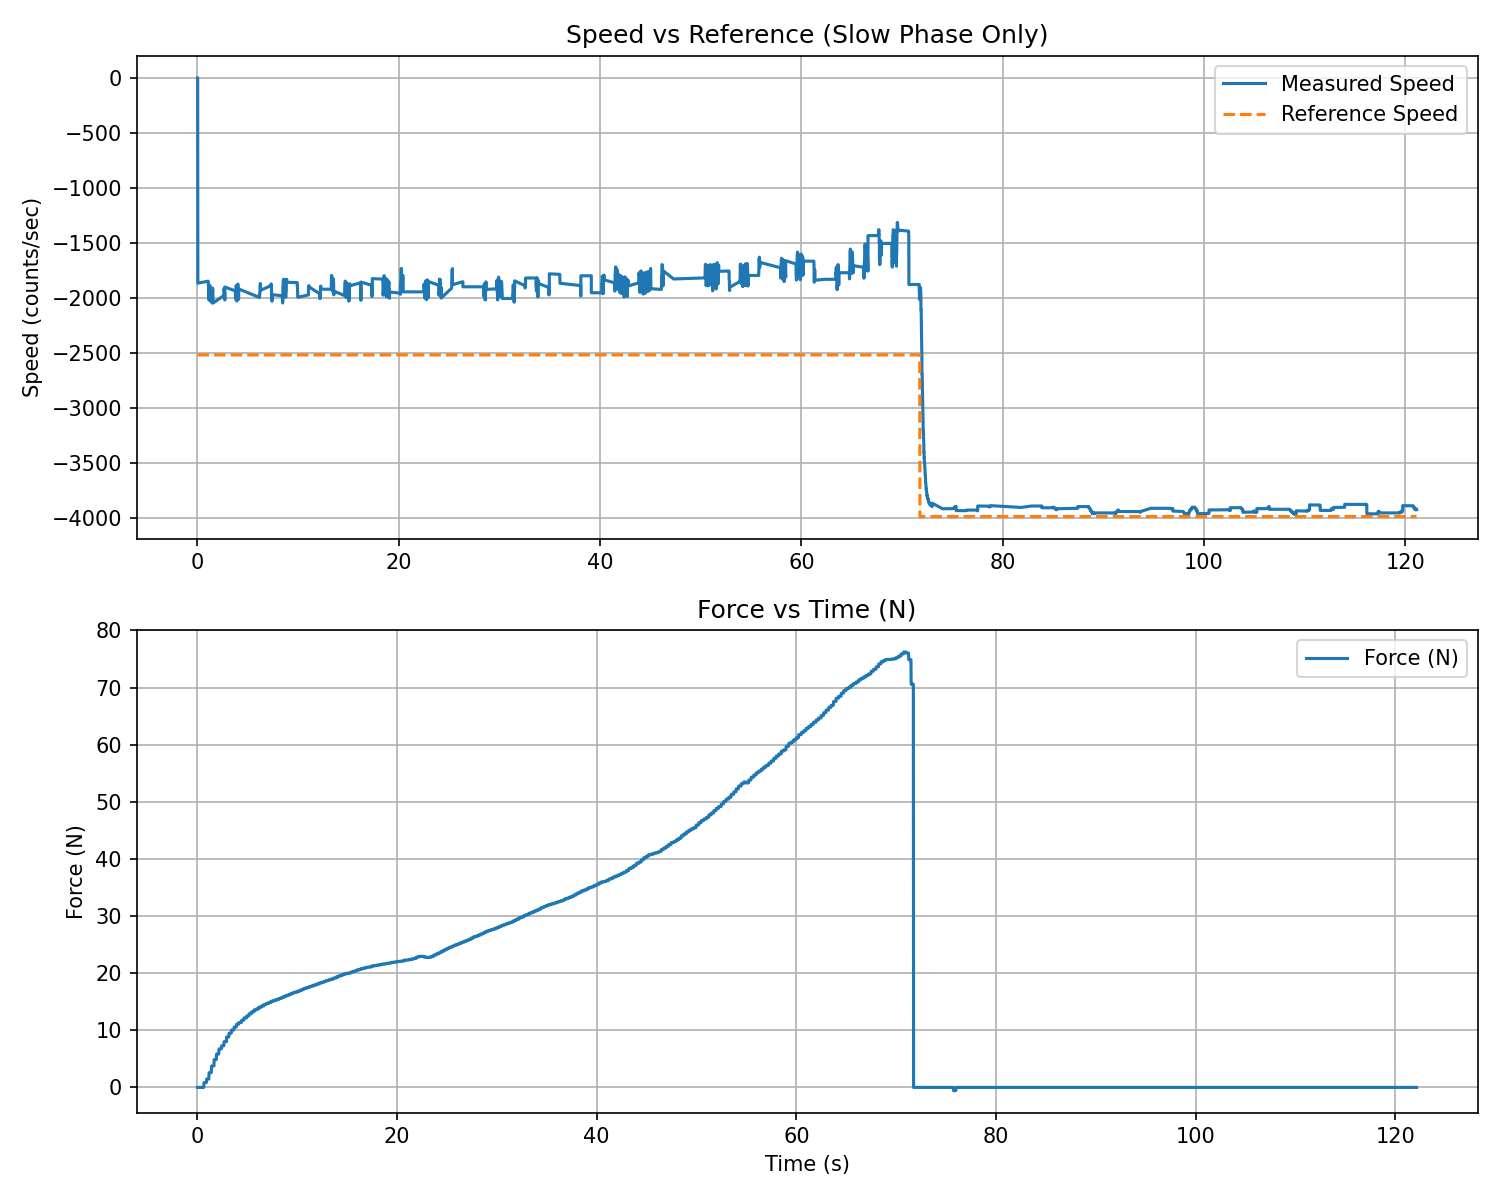 Speed vs Reference (Slow Phase Only)
Measured Speed
Reference Speed
Speed (counts/sec)
0
−500
−1000
−1500
−2000
−2500
−3000
−3500
−4000
0 20 40 60 80 100 120
Force vs Time (N)
Force (N)
Force (N)
80
70
60
50
40
30
20
10
0
0 20 40 60 80 100 120
Time (s)